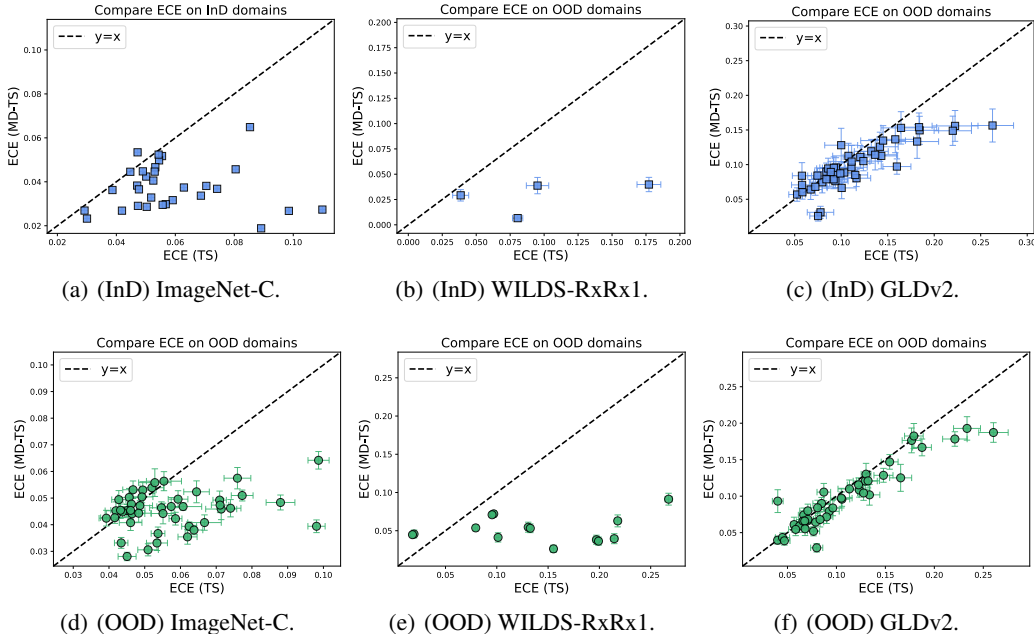 Compare ECE on InD domains
y=x
ECE (MD-TS)
0.10
0.08
0.06
0.04
0.02
0.02
0.04
0.06
0.08
0.10
ECE (TS)
(a) (InD) ImageNet-C.
Compare ECE on OOD domains
y=x
ECE (MD-TS)
0.200
0.175
0.150
0.125
0.100
0.075
0.050
0.025
0.000
0.000
0.025
0.050
0.075
0.100
0.125
0.150
0.175
0.200
ECE (TS)
(b) (InD) WILDS-RxRx1.
Compare ECE on OOD domains
y=x
ECE (MD-TS)
0.30
0.25
0.20
0.15
0.10
0.05
0.05
0.10
0.15
0.20
0.25
0.30
ECE (TS)
(c) (InD) GLDv2.
Compare ECE on OOD domains
y=x
ECE (MD-TS)
0.10
0.09
0.08
0.07
0.06
0.05
0.04
0.03
0.03
0.04
0.05
0.06
0.07
0.08
0.09
0.10
ECE (TS)
(d) (OOD) ImageNet-C.
Compare ECE on OOD domains
y=x
ECE (MD-TS)
0.25
0.20
0.15
0.10
0.05
0.05
0.10
0.15
0.20
0.25
ECE (TS)
(e) (OOD) WILDS-RxRx1.
Compare ECE on OOD domains
y=x
ECE (MD-TS)
0.25
0.20
0.15
0.10
0.05
0.05
0.10
0.15
0.20
0.25
ECE (TS)
(f) (OOD) GLDv2.